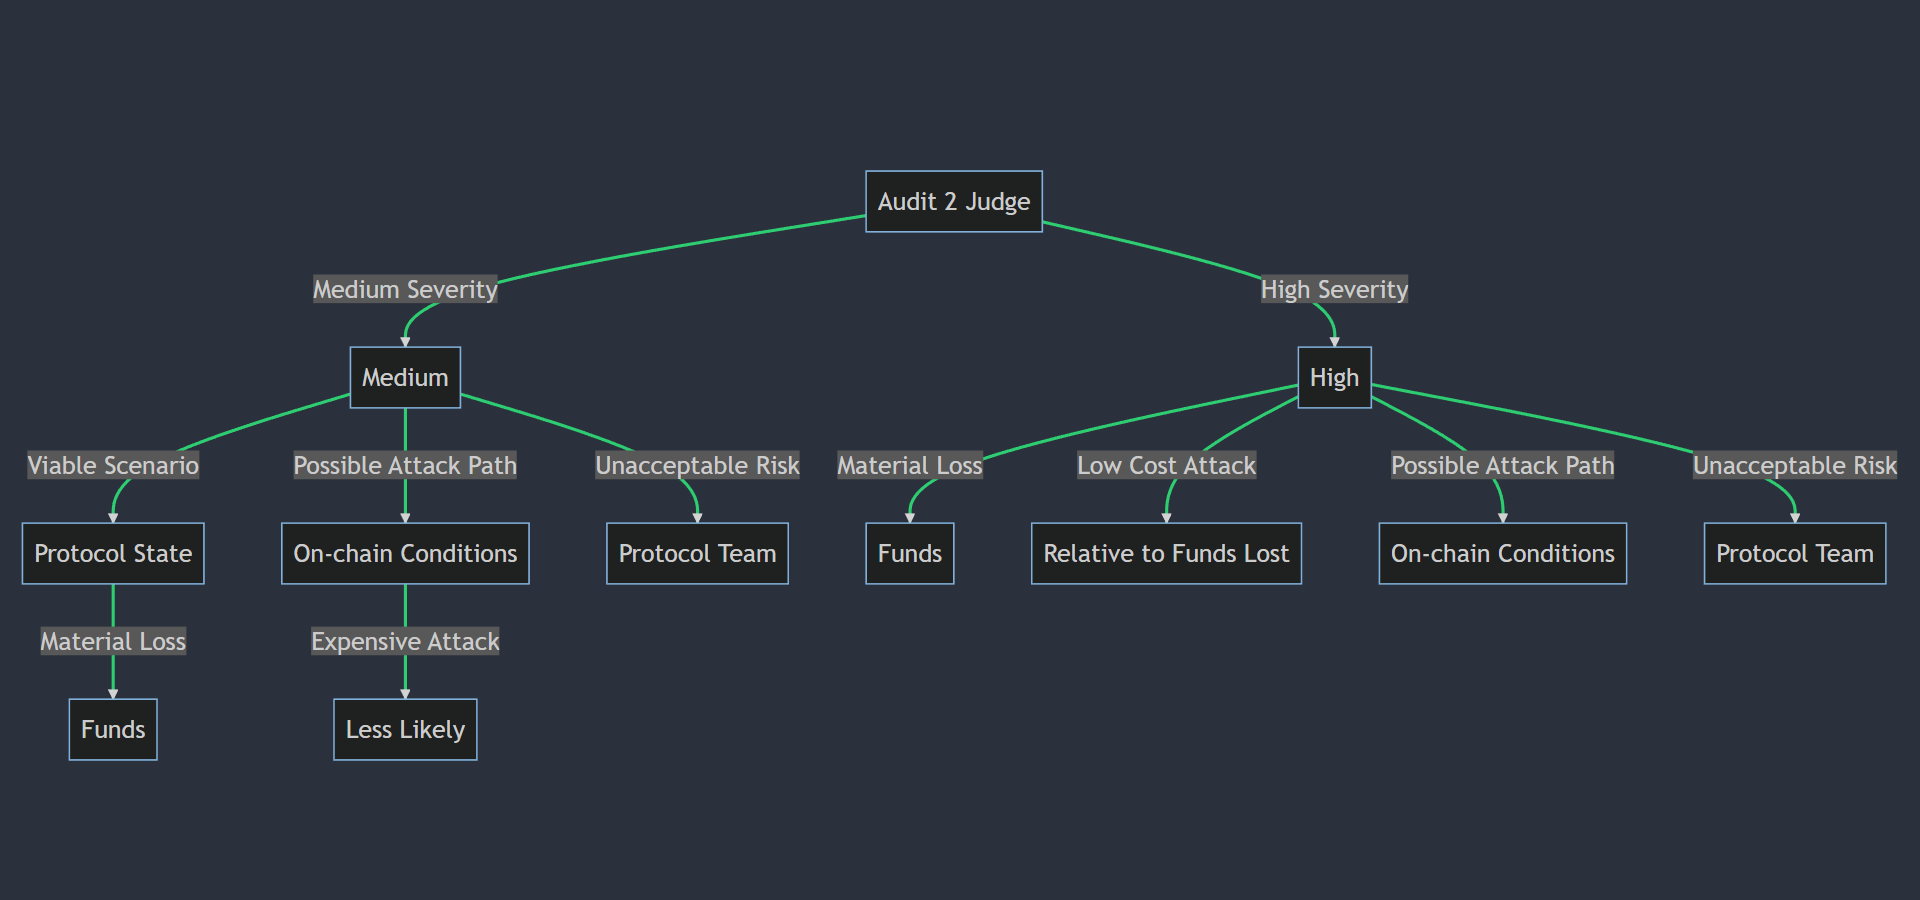 Audit 2 Judge
Medium Severity
High Severity
Medium
High
Viable Scenario
Possible Attack Path
Unacceptable Risk
Material Loss
Low Cost Attack
Possible Attack Path
Unacceptable Risk
Protocol State
On-chain Conditions
Protocol Team
Funds
Relative to Funds Lost
On-chain Conditions
Protocol Team
Material Loss
Expensive Attack
Funds
Less Likely